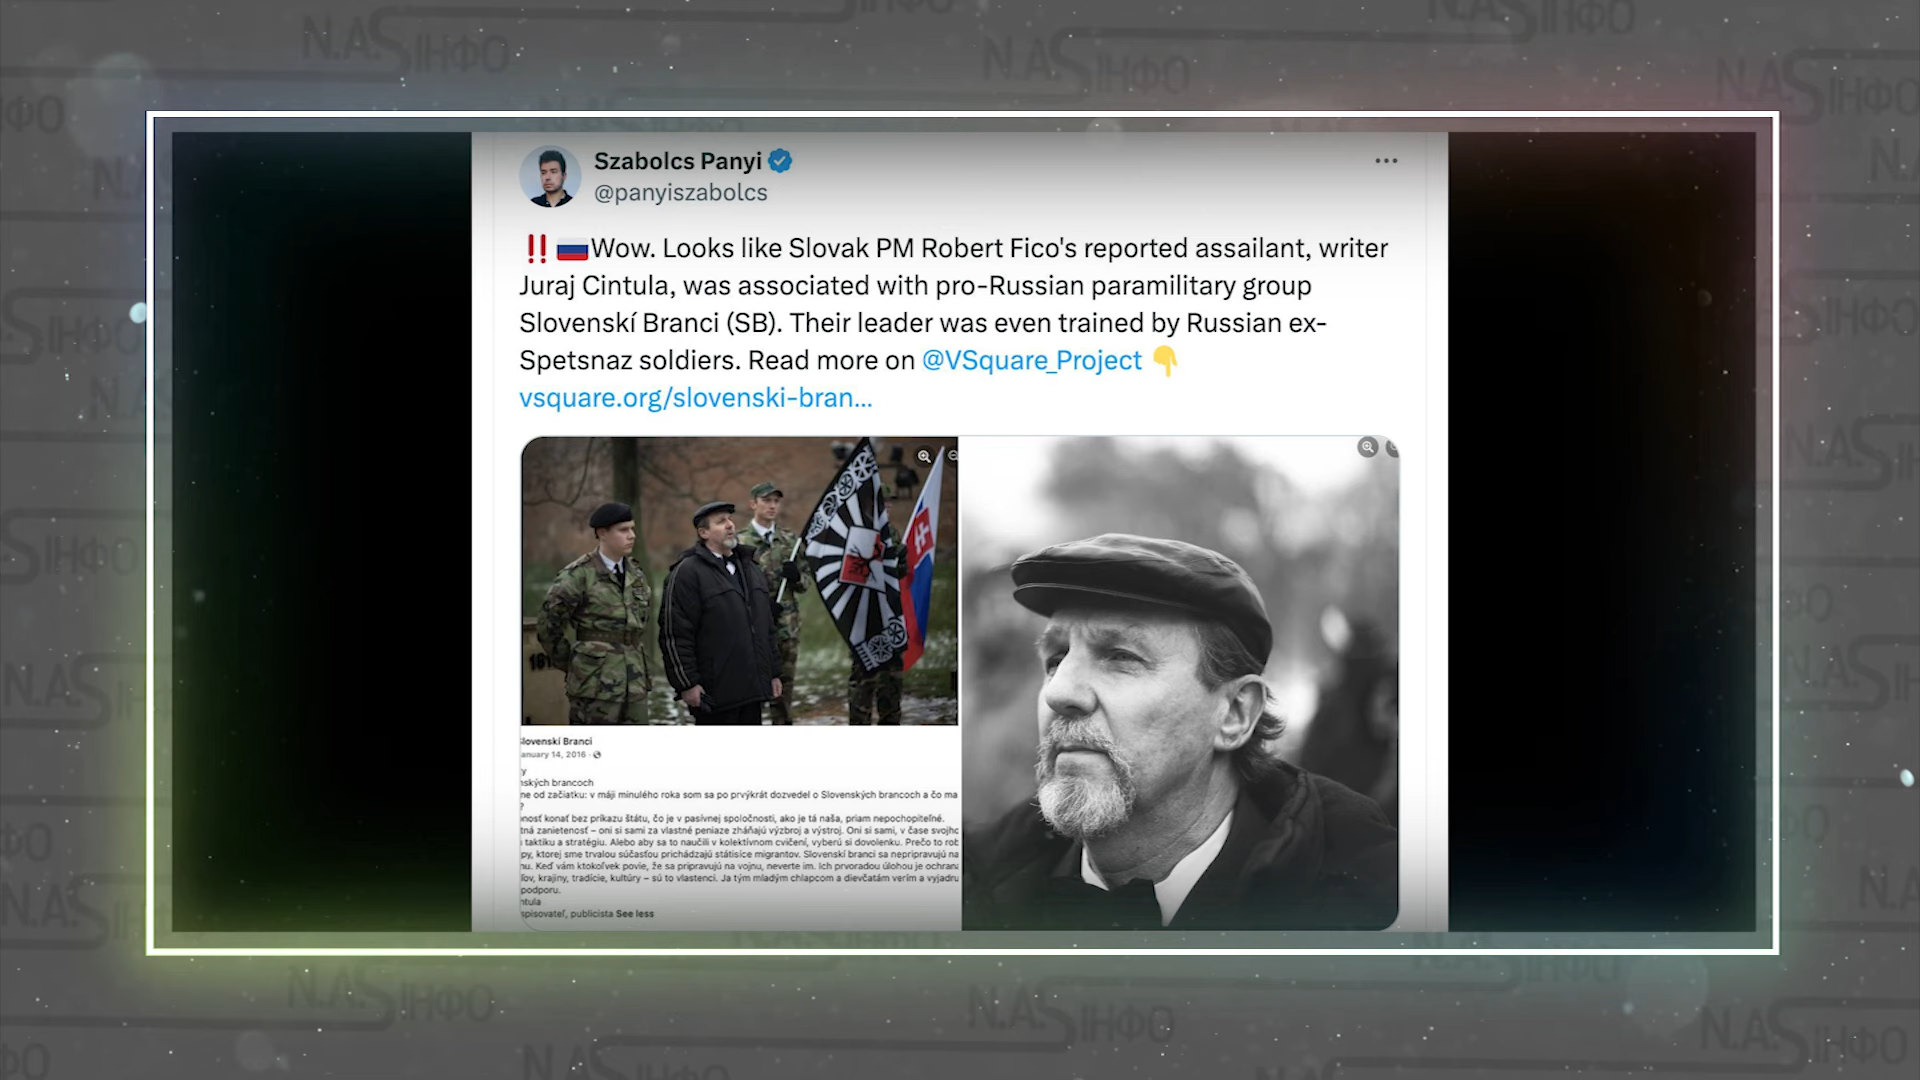 N.A.SІНФО
Szabolcs Panyi
@panyiszabolcs
‼️🇷🇺Wow. Looks like Slovak PM Robert Fico's reported assailant, writer
Juraj Cintula, was associated with pro-Russian paramilitary group
Slovenskí Branci (SB). Their leader was even trained by Russian ex-
Spetsnaz soldiers. Read more on @VSquare_Project 👇
vsquare.org/slovenski-bran...
lovenskí Branci
anuary 14, 2016
y
nských brancoch
ne od začiatku: v máji minulého roka som sa po prvýkrát dozvedel o Slovenských brancoch a čo ma
?
nosť konať bez príkazu štátu, čo je v pasívnej spoločnosti, ako je tá naša, priam nepochopiteľné.
tná zanietenosť – oni si sami za vlastné peniaze zháňajú výzbroj a výstroj. Oni si sami, v čase svojho
taktiku a stratégiu. Alebo aby sa to naučili v kolektívnom cvičení, vyberú si dovolenku. Prečo to rob
py, ktorej sme trvalou súčasťou prichádzajú státisíce migrantov. Slovenskí branci sa nepripravujú na
nu. Keď vám ktokoľvek povie, že sa pripravujú na vojnu, neverte im. Ich prvoradou úlohou je ochrana
ľov, krajiny, tradície, kultúry – sú to vlastenci. Ja tým mladým chlapcom a dievčatám verím a vyjadru
podporu.
ntula
spisovateľ, publicista See less